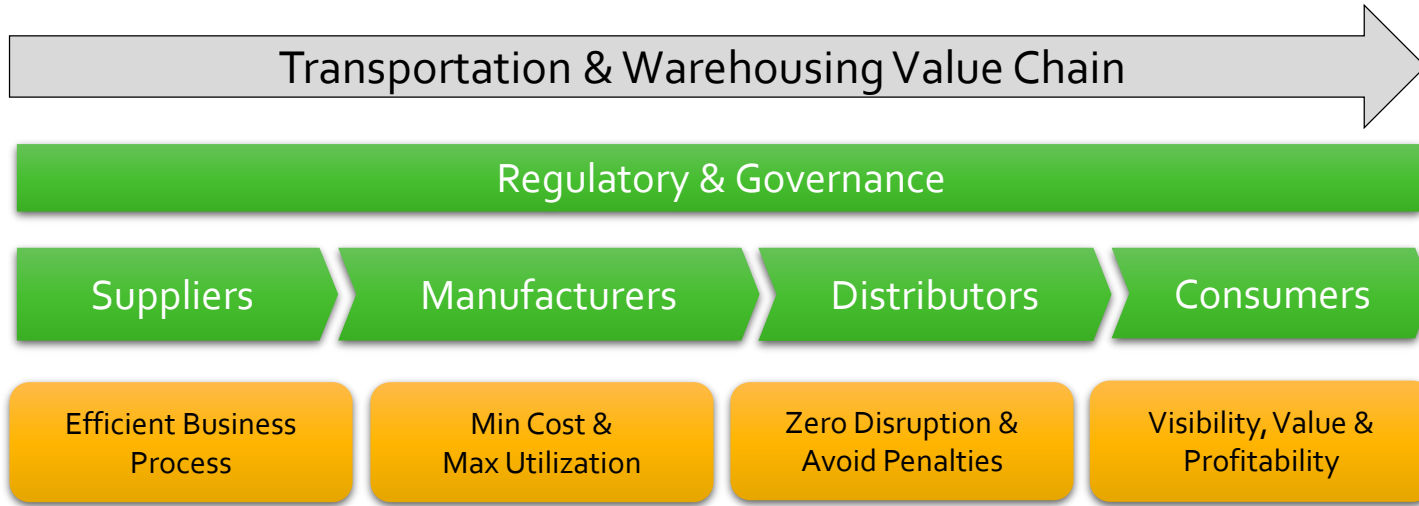 Transportation & Warehousing Value Chain
Regulatory & Governance
Suppliers
Manufacturers
Distributors
Consumers
Efficient Business
Process
Min Cost &
Max Utilization
Zero Disruption &
Avoid Penalties
Visibility, Value &
Profitability